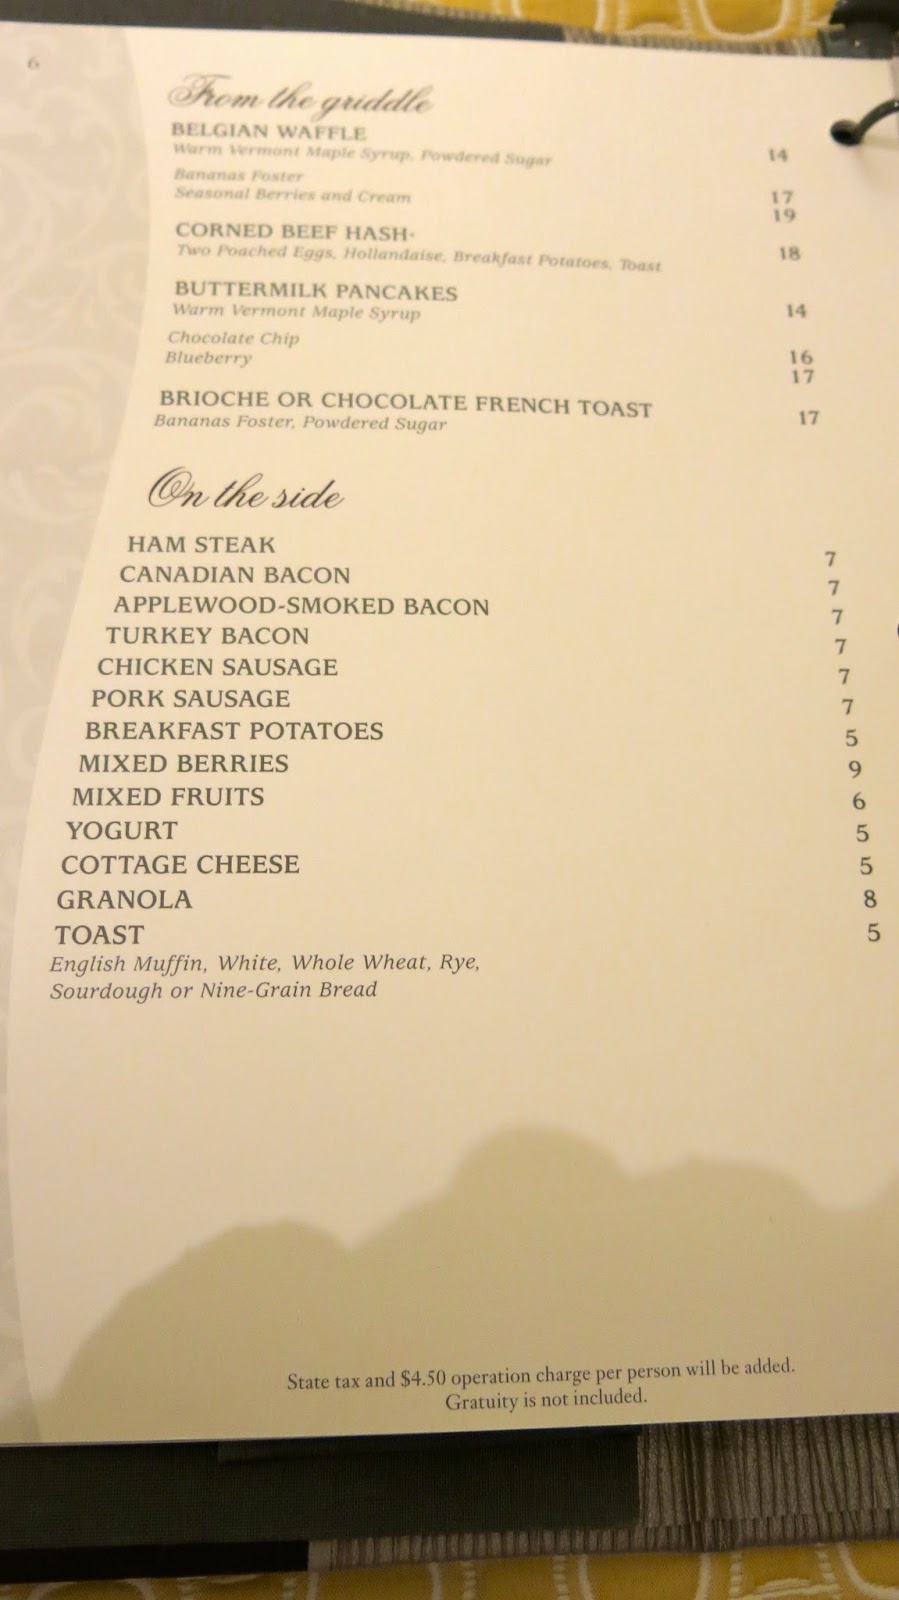 6
From the griddle
BELGIAN WAFFLE
Warm Vermont Maple Syrup, Powdered Sugar 14
Bananas Foster 17
Seasonal Berries and Cream 19
CORNED BEEF HASH*
Two Poached Eggs, Hollandaise, Breakfast Potatoes, Toast 18
BUTTERMILK PANCAKES
Warm Vermont Maple Syrup 14
Chocolate Chip 16
Blueberry 17
BRIOCHE OR CHOCOLATE FRENCH TOAST
Bananas Foster, Powdered Sugar 17
On the side
HAM STEAK 7
CANADIAN BACON 7
APPLEWOOD-SMOKED BACON 7
TURKEY BACON 7
CHICKEN SAUSAGE 7
PORK SAUSAGE 7
BREAKFAST POTATOES 5
MIXED BERRIES 9
MIXED FRUITS 6
YOGURT 5
COTTAGE CHEESE 5
GRANOLA 8
TOAST 5
English Muffin, White, Whole Wheat, Rye,
Sourdough or Nine-Grain Bread
State tax and $4.50 operation charge per person will be added.
Gratuity is not included.